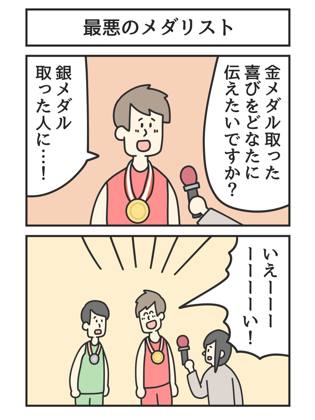 最悪のメダリスト
金メダル取った
喜びをどなたに
伝えたいですか?
銀メダル
取った人に…!
いえーーー
ーーーーい!